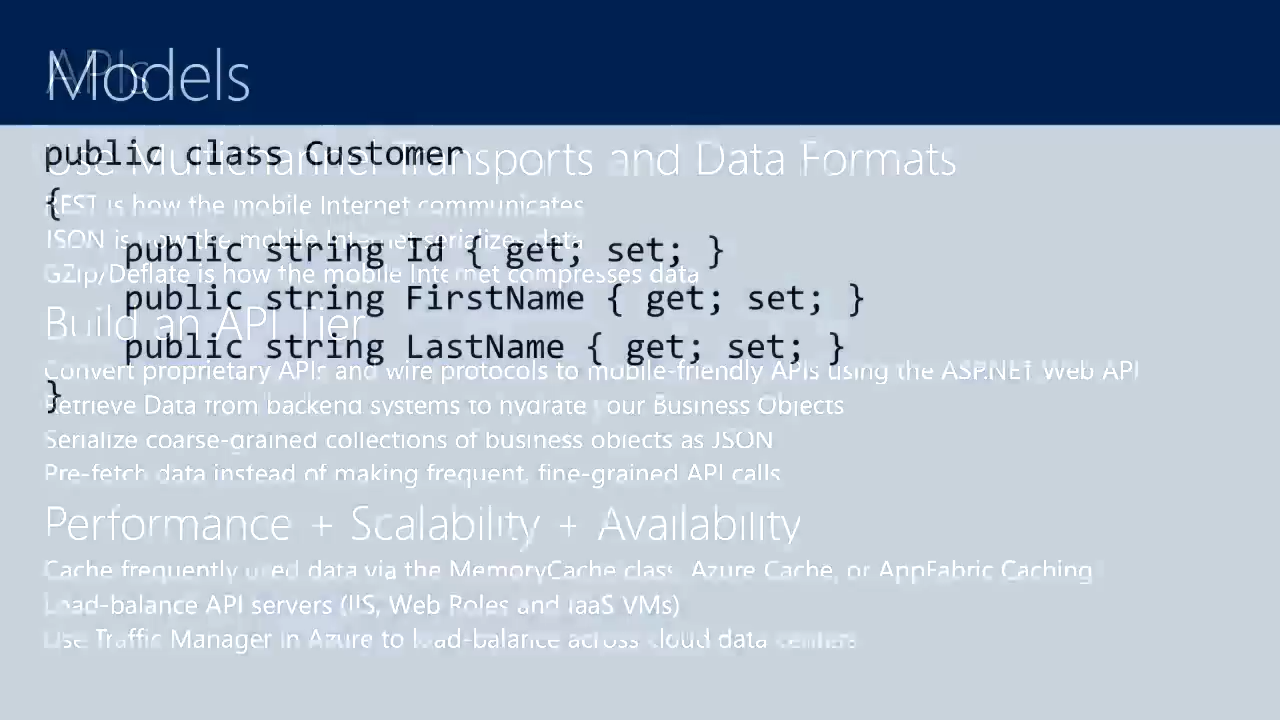 APIs
Models
public class Customer
Use Multichannel Transports and Data Formats
{
REST is how the mobile Internet communicates
JSON is how the mobile Internet serializes data
public string Id { get; set; }
GZip/Deflate is how the mobile Internet compresses data
public string FirstName { get; set; }
Build an API Tier
public string LastName { get; set; }
Convert proprietary APIs and wire protocols to mobile-friendly APIs using the ASP.NET Web API
}
Retrieve Data from backend systems to hydrate your Business Objects
Serialize coarse-grained collections of business objects as JSON
Pre-fetch data instead of making frequent, fine-grained API calls
Performance + Scalability + Availability
Cache frequently used data via the MemoryCache class, Azure Cache, or AppFabric Caching
Load-balance API servers (IIS, Web Roles and IaaS VMs)
Use Traffic Manager in Azure to load-balance across cloud data centers